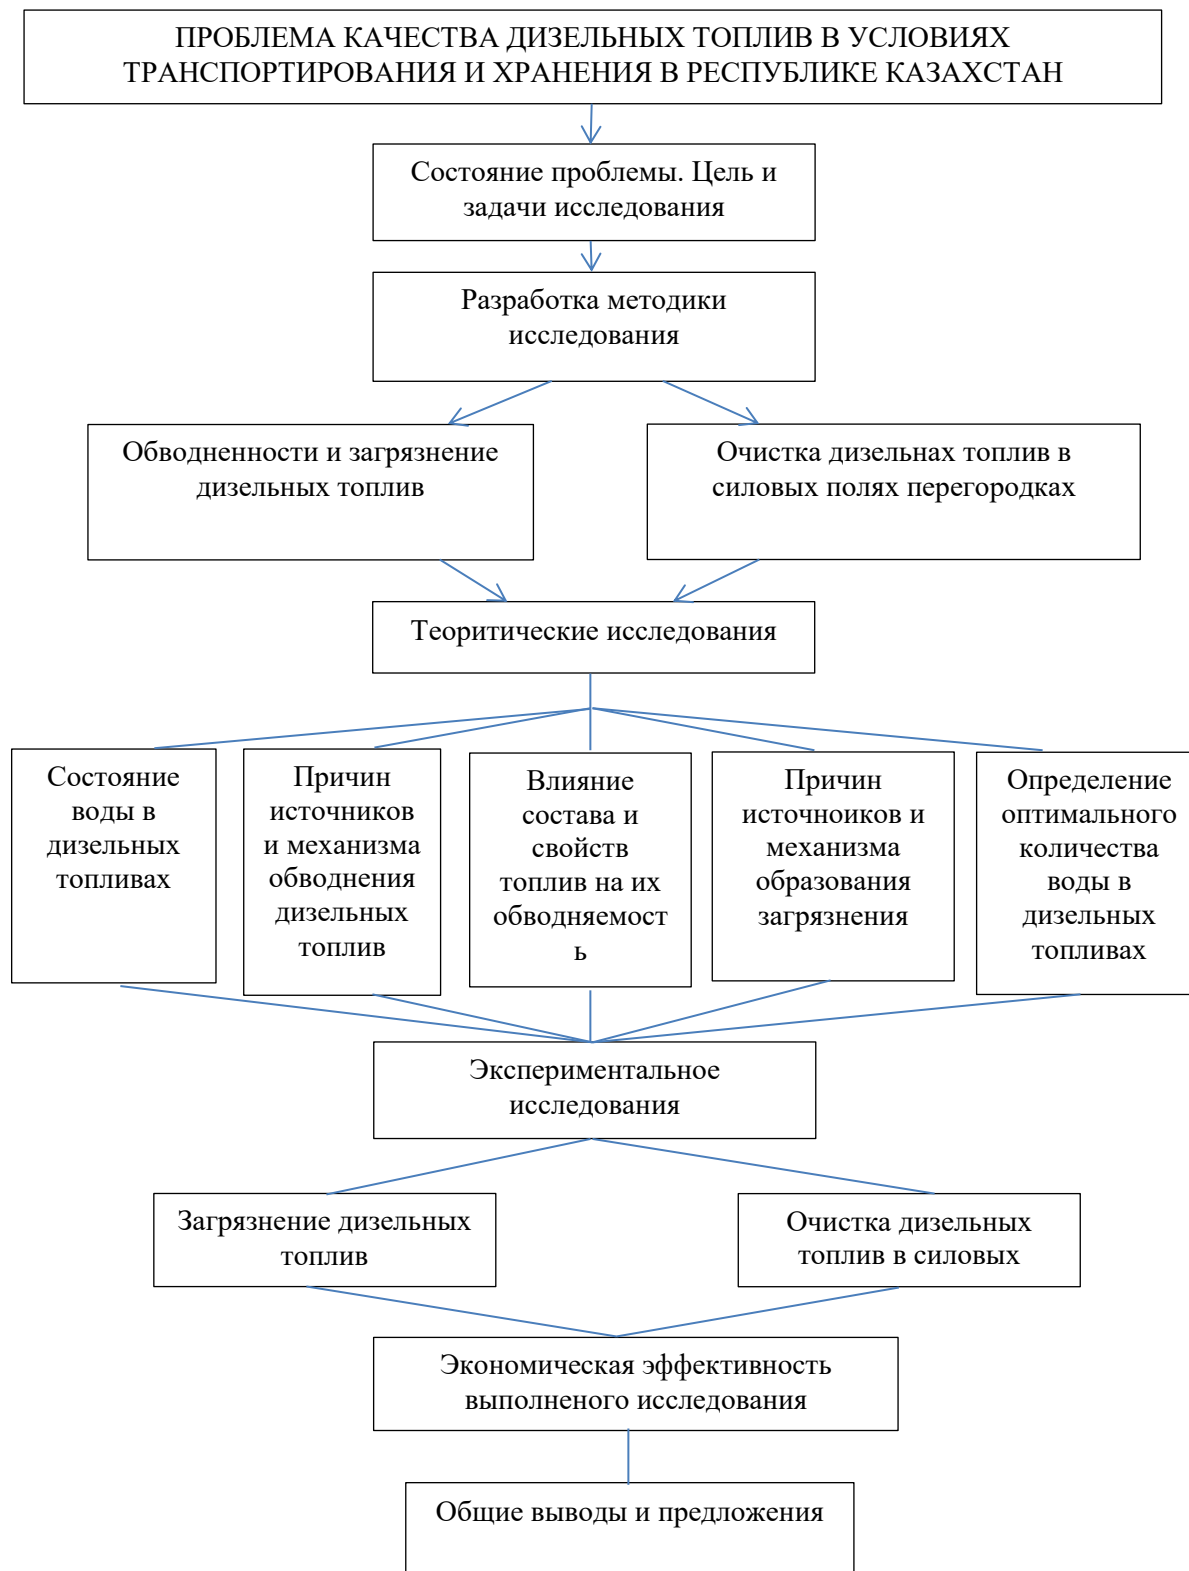 ПРОБЛЕМА КАЧЕСТВА ДИЗЕЛЬНЫХ ТОПЛИВ В УСЛОВИЯХ
ТРАНСПОРТИРОВАНИЯ И ХРАНЕНИЯ В РЕСПУБЛИКЕ КАЗАХСТАН
Состояние проблемы. Цель и
задачи исследования
Разработка методики
исследования
Обводненности и загрязнение
дизельных топлив
Очистка дизельнах топлив в
силовых полях перегородках
Теоритические исследования
Состояние
воды в
дизельных
топливах
Причин
источников
и механизма
обводнения
дизельных
топлив
Влияние
состава и
свойств
топлив на их
обводняемост
ь
Причин
источноиков и
механизма
образования
загрязнения
Определение
оптимального
количества
воды в
дизельных
топливах
Экспериментальное
исследования
Загрязнение дизельных
топлив
Очистка дизельных
топлив в силовых
Экономическая эффективность
выполненого исследования
Общие выводы и предложения